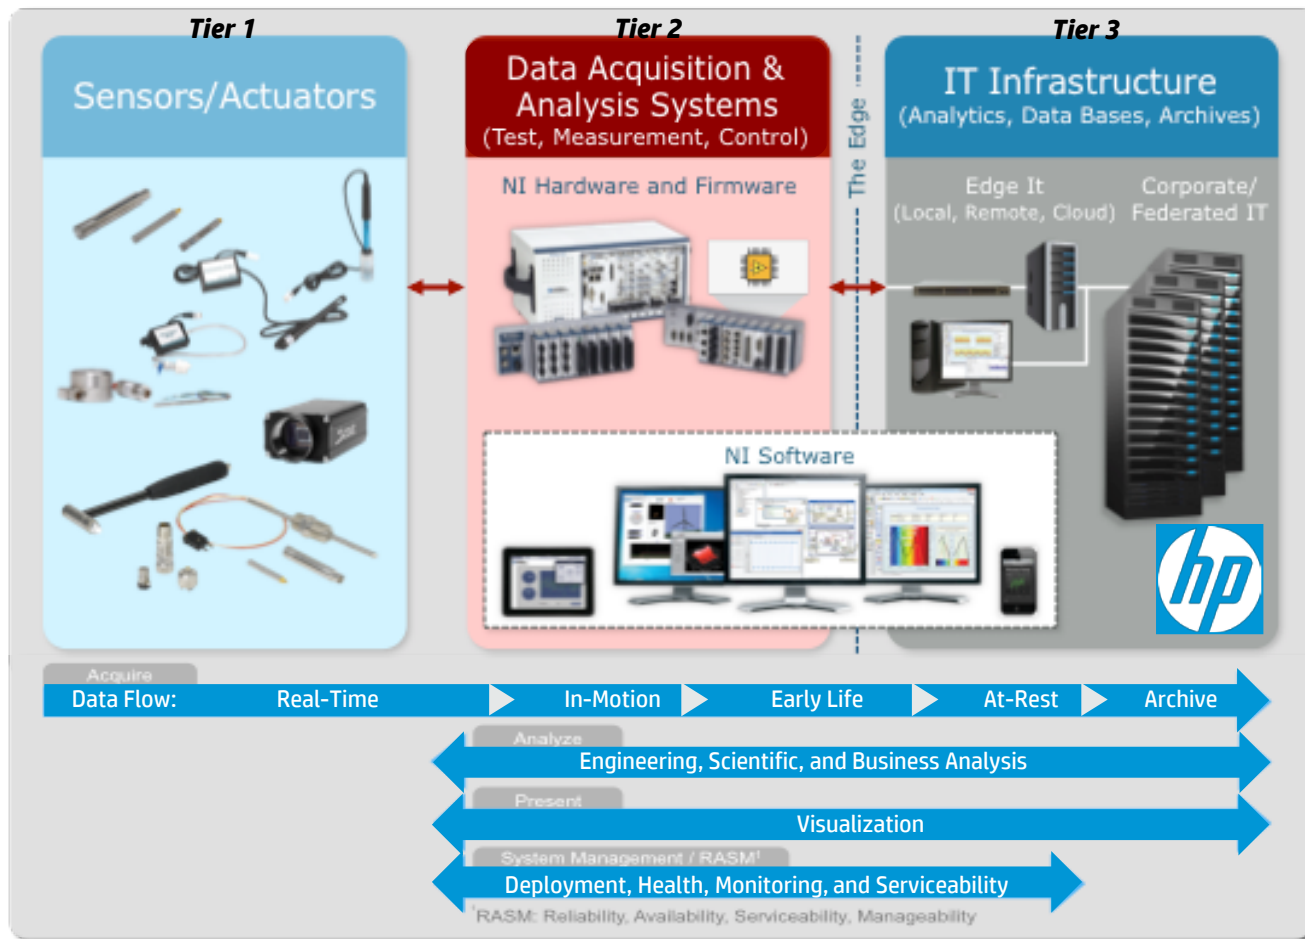 Tier 1
Tier 2
Tier 3
Sensors/Actuators
Data Acquisition &
Analysis Systems
(Test, Measurement, Control)
The Edge
IT Infrastructure
(Analytics, Data Bases, Archives)
NI Hardware and Firmware
Edge It
(Local, Remote, Cloud)
Corporate/
Federated IT
NI Software
hp
Acquire
Data Flow: Real-Time In-Motion Early Life At-Rest Archive
Analyze
Engineering, Scientific, and Business Analysis
Present
Visualization
System Management / RASM†
Deployment, Health, Monitoring, and Serviceability
†RASM: Reliability, Availability, Serviceability, Manageability